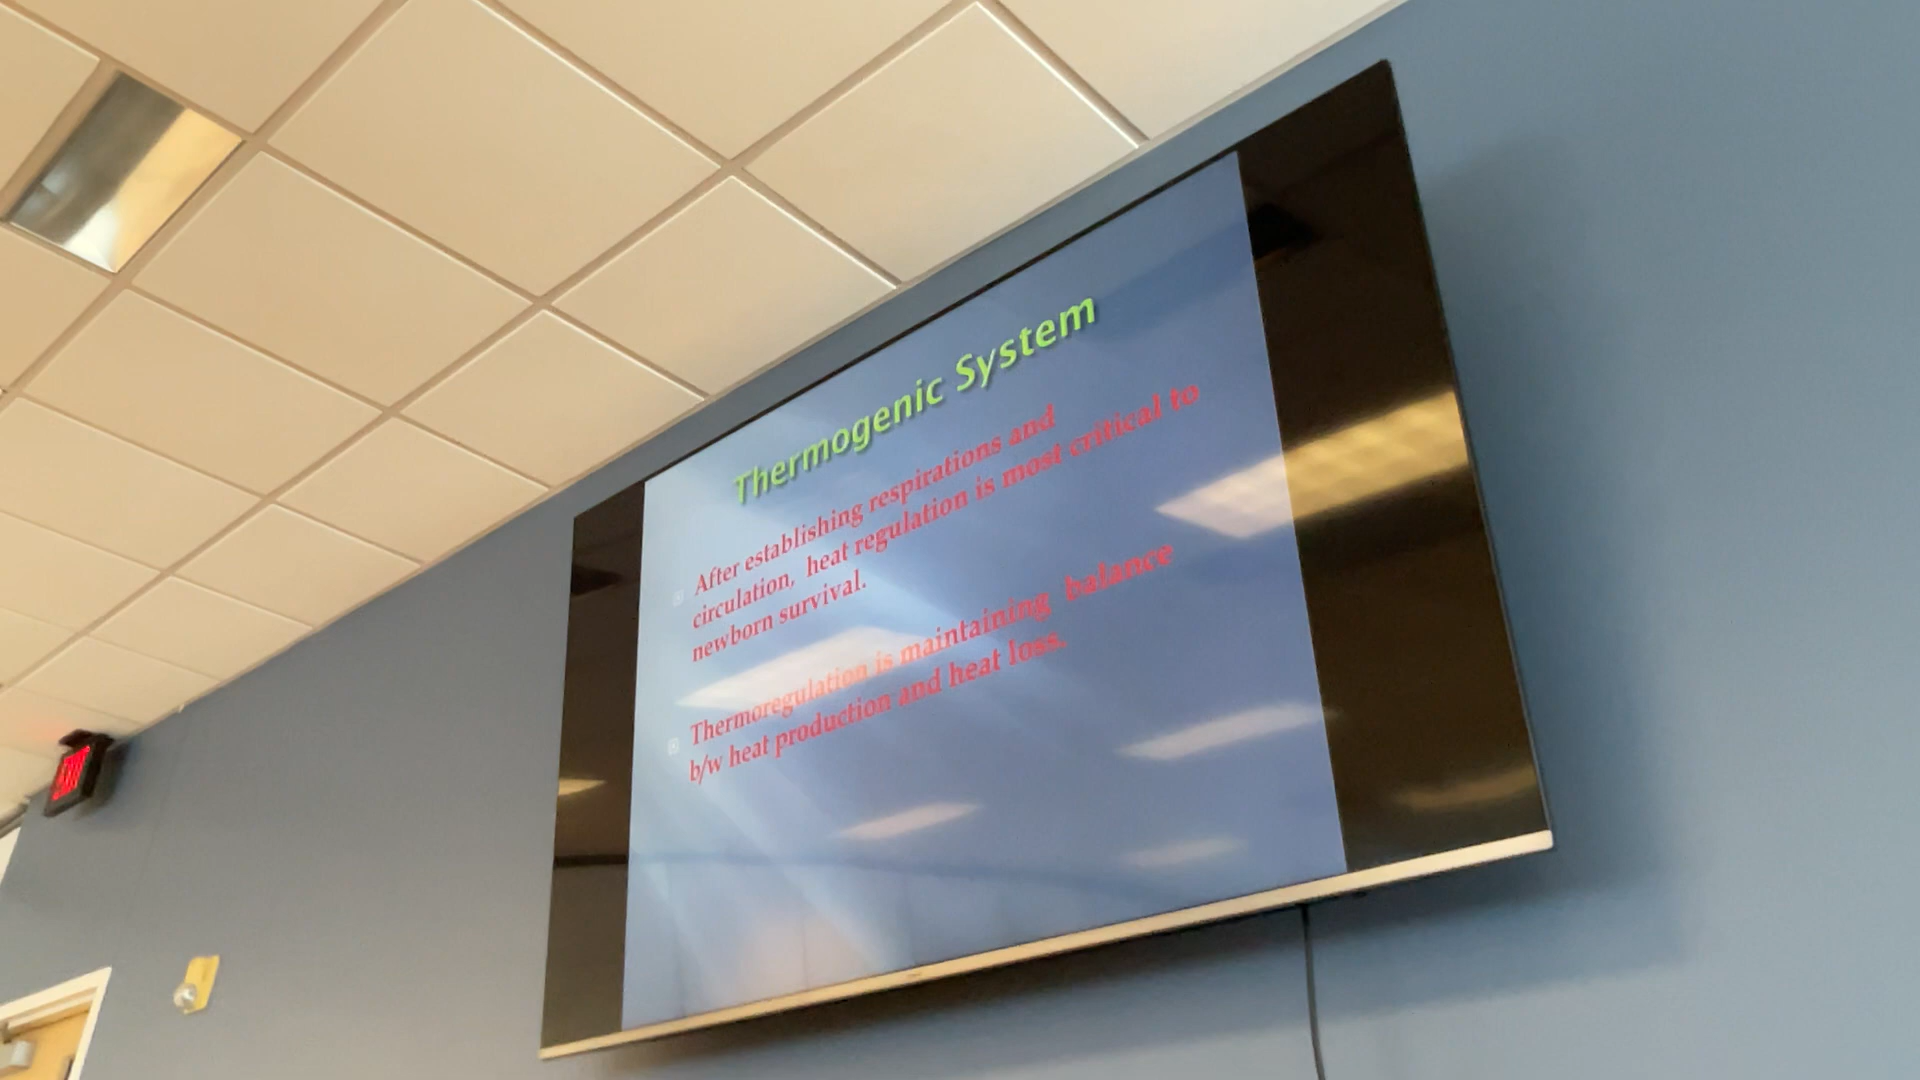 Thermogenic System
After establishing respirations and
circulation, heat regulation is most critical to
newborn survival.
Thermoregulation is maintaining balance
b/w heat production and heat loss.